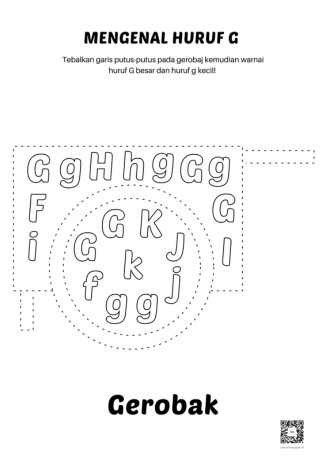 MENGENAL HURUF G
Tebalkan garis putus-putus pada gerobaj kemudian warnai
huruf G besar dan huruf g kecil!
G g H h g G g
F G
G K
i G J l
k
f j
g g
Gerobak